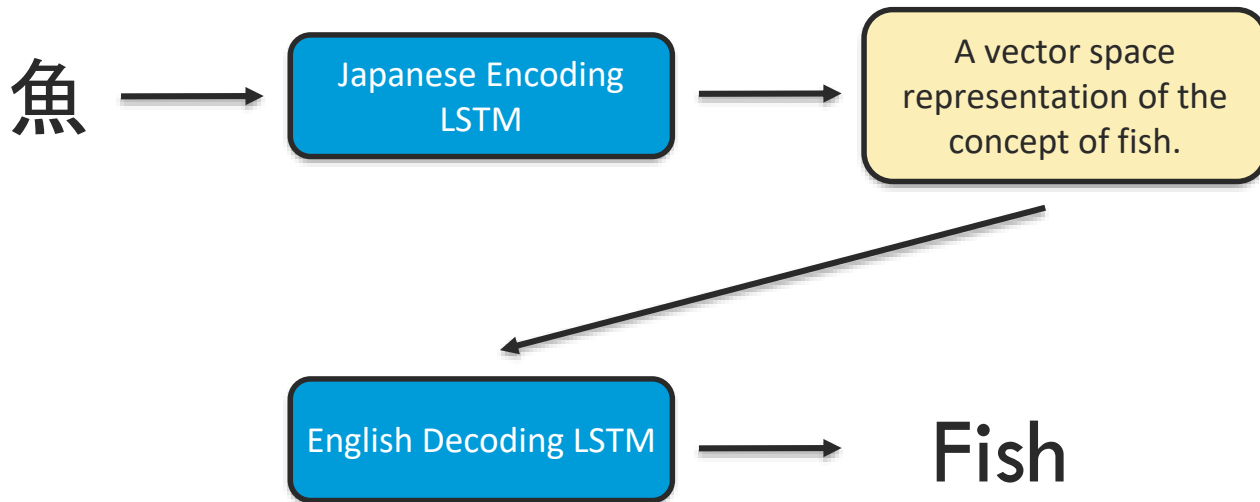 魚
Japanese Encoding
LSTM
A vector space
representation of the
concept of fish.
English Decoding LSTM
Fish